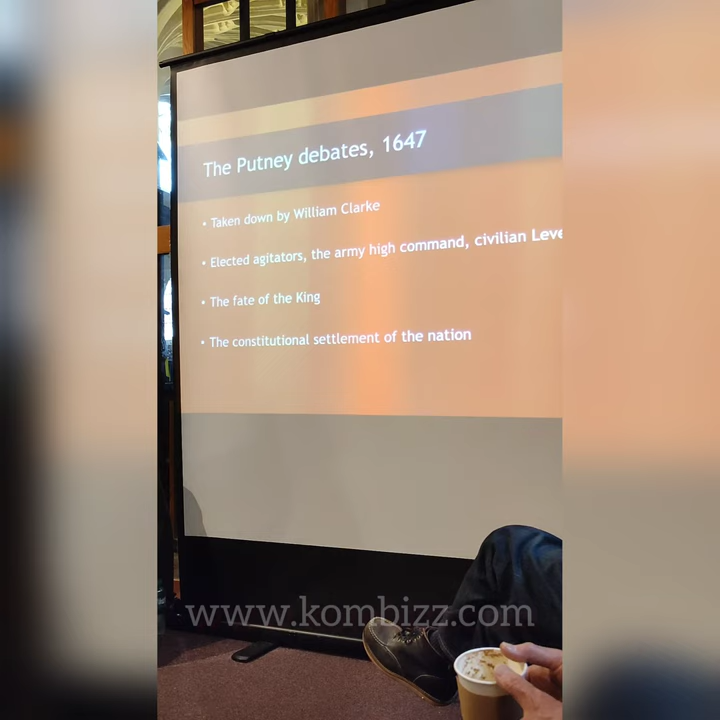 The Putney debates, 1647
• Taken down by William Clarke
• Elected agitators, the army high command, civilian Leve
• The fate of the King
• The constitutional settlement of the nation
www.kombizz.com